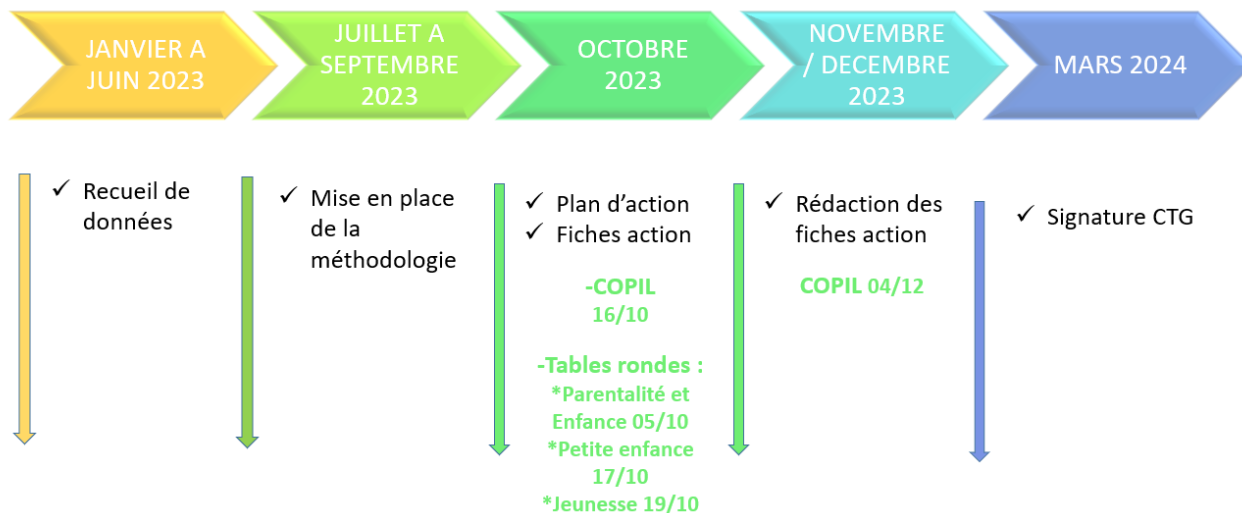 JANVIER A
JUIN 2023
JUILLET A
SEPTEMBRE
2023
OCTOBRE
2023
NOVEMBRE
/ DECEMBRE
2023
MARS 2024
✓ Recueil de
données
✓ Mise en place
de la
méthodologie
✓ Plan d’action
✓ Fiches action
-COPIL
16/10
-Tables rondes :
*Parentalité et
Enfance 05/10
*Petite enfance
17/10
*Jeunesse 19/10
✓ Rédaction des
fiches action
COPIL 04/12
✓ Signature CTG